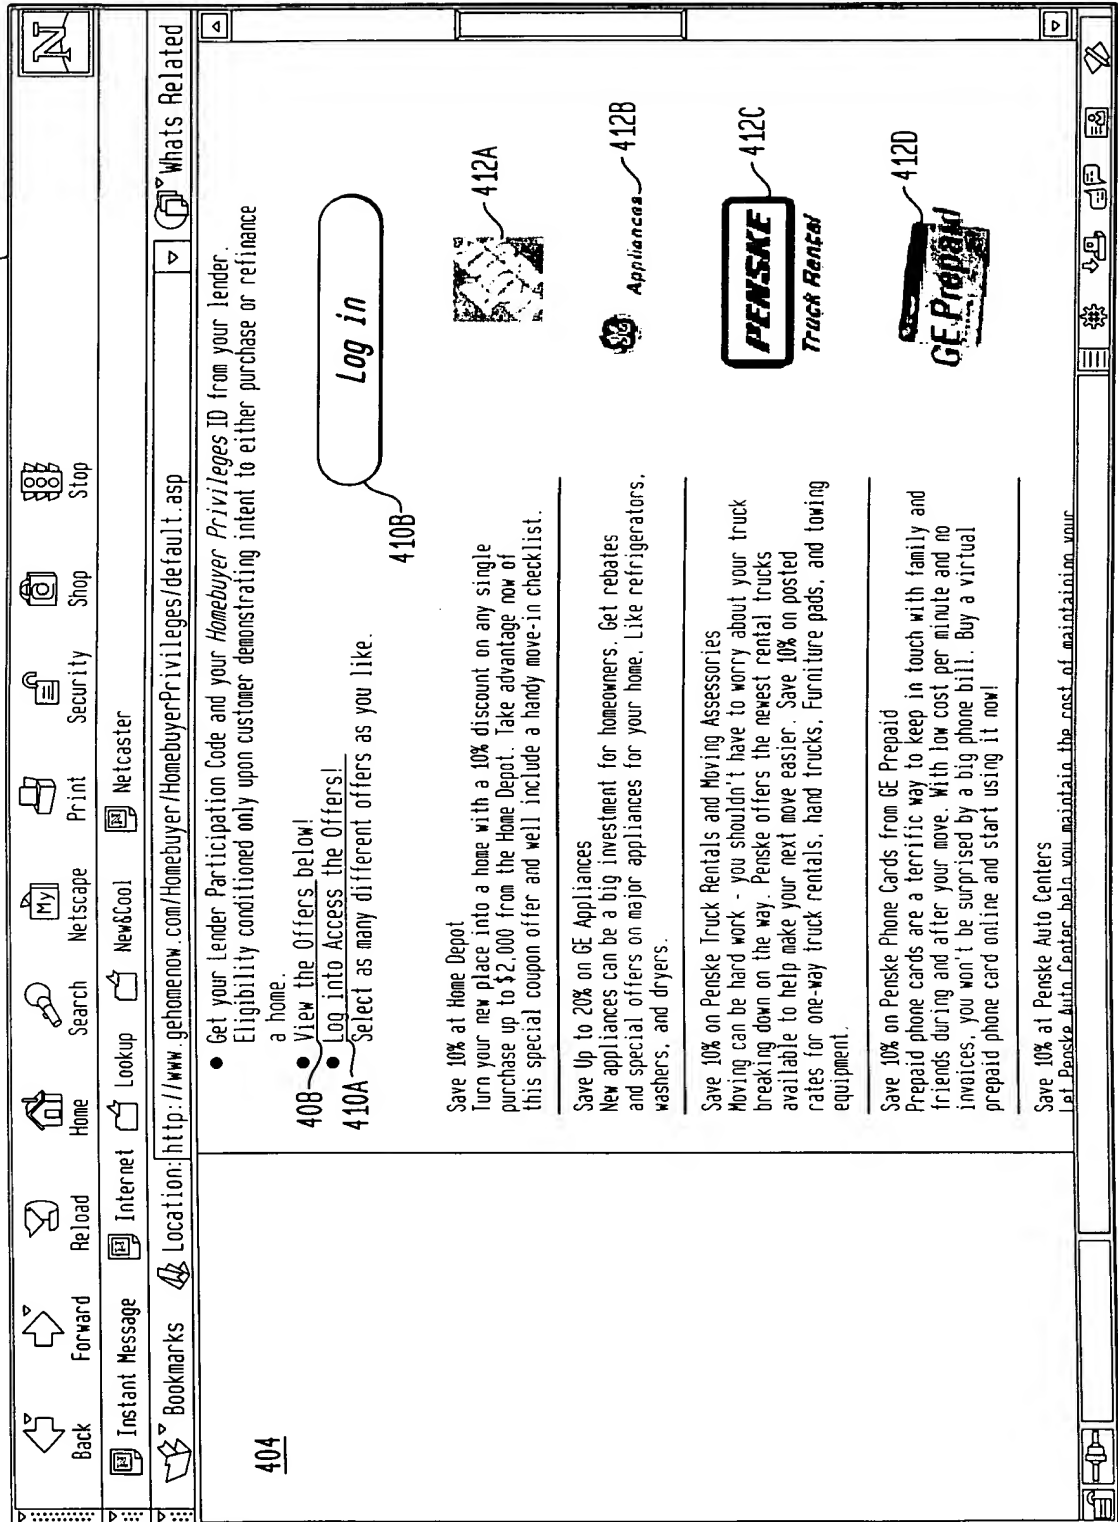 Back Forward Reload Home Search Netscape Print Security Shop Stop
My
N
Instant Message Internet Lookup New&Cool Netcaster
Bookmarks Location: http://www.gehomenow.com/Homebuyer/HomebuyerPrivileges/default.asp Whats Related
404
• Get your Lender Participation Code and your Homebuyer Privileges ID from your lender.
Eligibility conditioned only upon customer demonstrating intent to either purchase or refinance
a home.
408 • View the Offers below!
• Log into Access the Offers!
410A Select as many different offers as you like.
Log in
410B
Save 10% at Home Depot
Turn your new place into a home with a 10% discount on any single
purchase up to $2,000 from the Home Depot. Take advantage now of
this special coupon offer and well include a handy move-in checklist.
412A
Save Up to 20% on GE Appliances
New appliances can be a big investment for homeowners. Get rebates
and special offers on major appliances for your home, Like refrigerators,
washers, and dryers.
Appliances
412B
Save 10% on Penske Truck Rentals and Moving Assessories
Moving can be hard work - you shouldn't have to worry about your truck
breaking down on the way. Penske offers the newest rental trucks
available to help make your next move easier. Save 10% on posted
rates for one-way truck rentals, hand trucks, Furniture pads, and towing
equipment.
PENSKE
Truck Rental
412C
Save 10% on Penske Phone Cards from GE Prepaid
Prepaid phone cards are a terrific way to keep in touch with family and
friends during and after your move. With low cost per minute and no
invoices, you won't be surprised by a big phone bill. Buy a virtual
prepaid phone card online and start using it now!
GE Prepaid
412D
Save 10% at Penske Auto Centers
Let Penske Auto Center help you maintain the cost of maintaining your